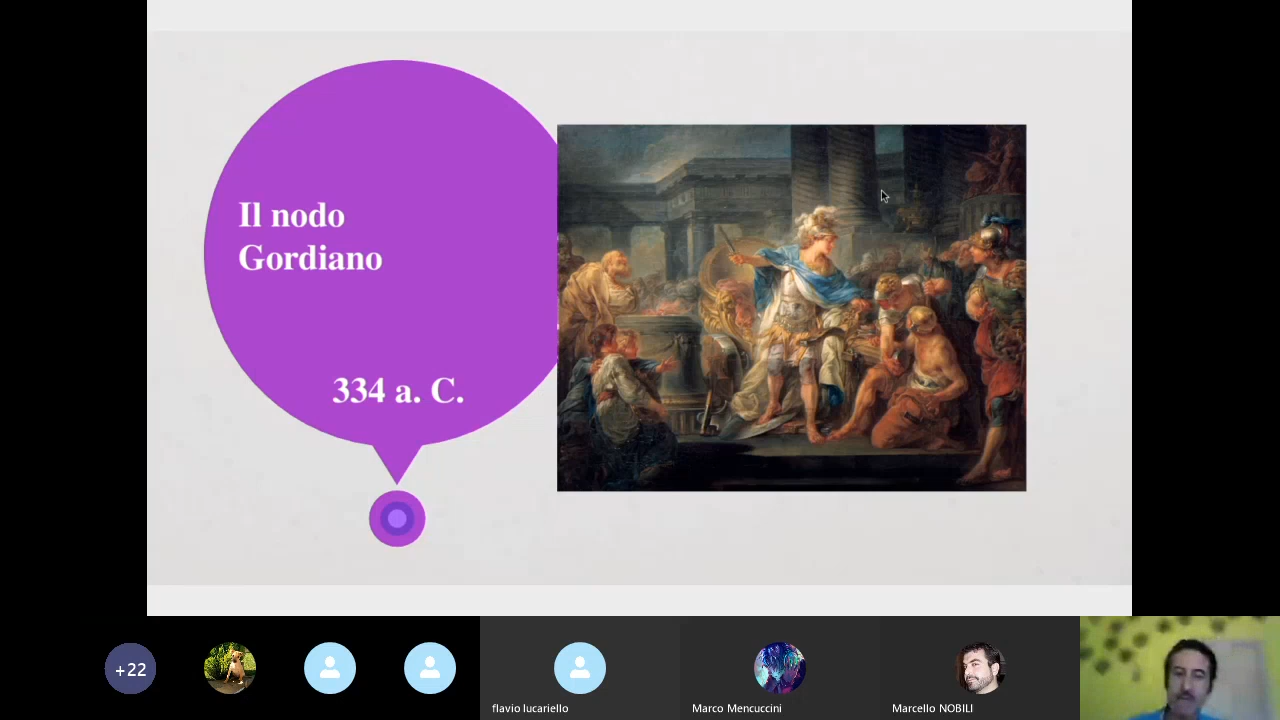 Il nodo
Gordiano
334 a. C.
+22
flavio lucariello
Marco Mencuccini
Marcello NOBILI